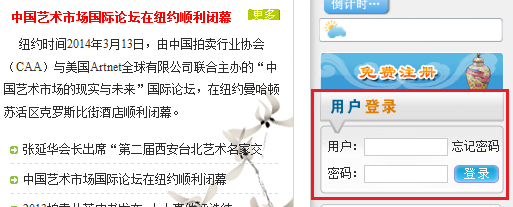 中国艺术市场国际论坛在纽约顺利闭幕
更多
纽约时间2014年3月13日，由中国拍卖行业协会
（CAA）与美国Artnet全球有限公司联合主办的“中
国艺术市场的现实与未来”国际论坛，在纽约曼哈顿
苏活区克罗斯比街酒店顺利闭幕。
张延华会长出席“第二届西安台北艺术名家交
中国艺术市场国际论坛在纽约顺利闭幕
倒计时…
免费注册
用户登录
用户：
忘记密码
密码：
登录